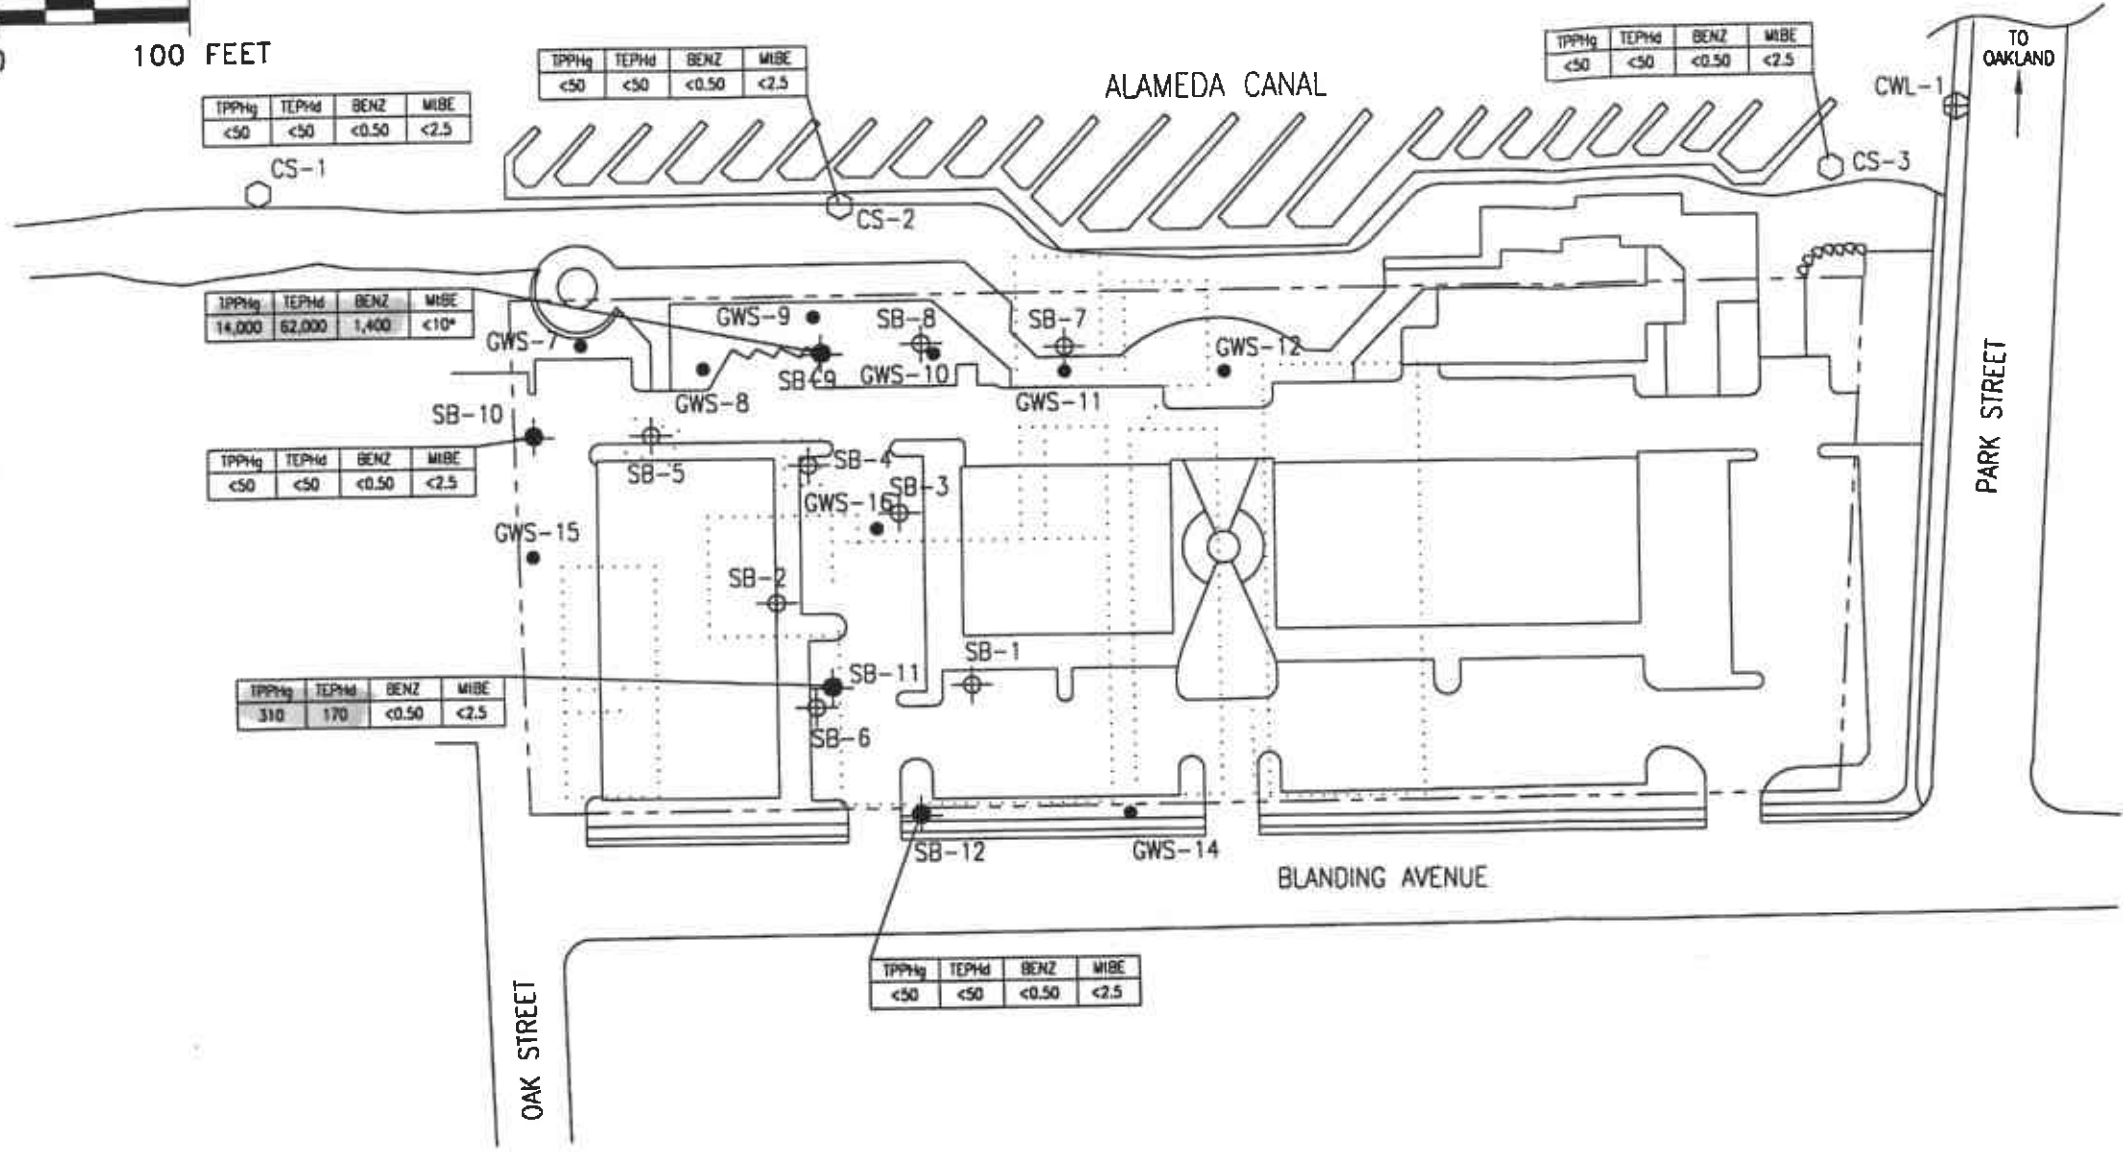 100 FEET
TPPHg TEPHd BENZ MtBE
<50 <50 <0.50 <2.5
CS-1
TPPHg TEPHd BENZ MtBE
<50 <50 <0.50 <2.5
CS-2
ALAMEDA CANAL
TPPHg TEPHd BENZ MtBE
<50 <50 <0.50 <2.5
CS-3
CWL-1
TO
OAKLAND
TPPHg TEPHd BENZ MtBE
14,000 62,000 1,400 <10*
GWS-7
GWS-9
SB-8
SB-7
GWS-12
SB-9
GWS-10
GWS-8
GWS-11
SB-10
TPPHg TEPHd BENZ MtBE
<50 <50 <0.50 <2.5
SB-5
SB-4
SB-3
GWS-16
GWS-15
SB-2
PARK STREET
TPPHg TEPHd BENZ MtBE
310 170 <0.50 <2.5
SB-11
SB-1
SB-6
SB-12
GWS-14
BLANDING AVENUE
TPPHg TEPHd BENZ MtBE
<50 <50 <0.50 <2.5
OAK STREET